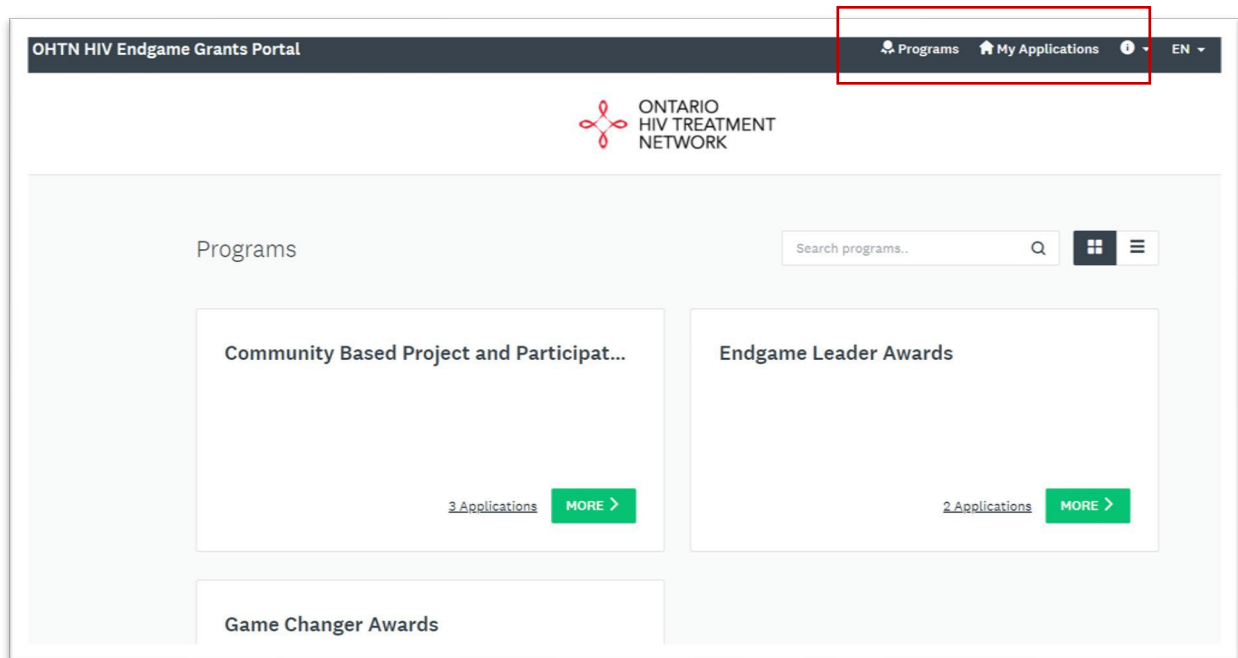 OHTN HIV Endgame Grants Portal
Programs My Applications EN
ONTARIO
HIV TREATMENT
NETWORK
Programs
Search programs..
Community Based Project and Participat...
3 Applications MORE
Endgame Leader Awards
2 Applications MORE
Game Changer Awards